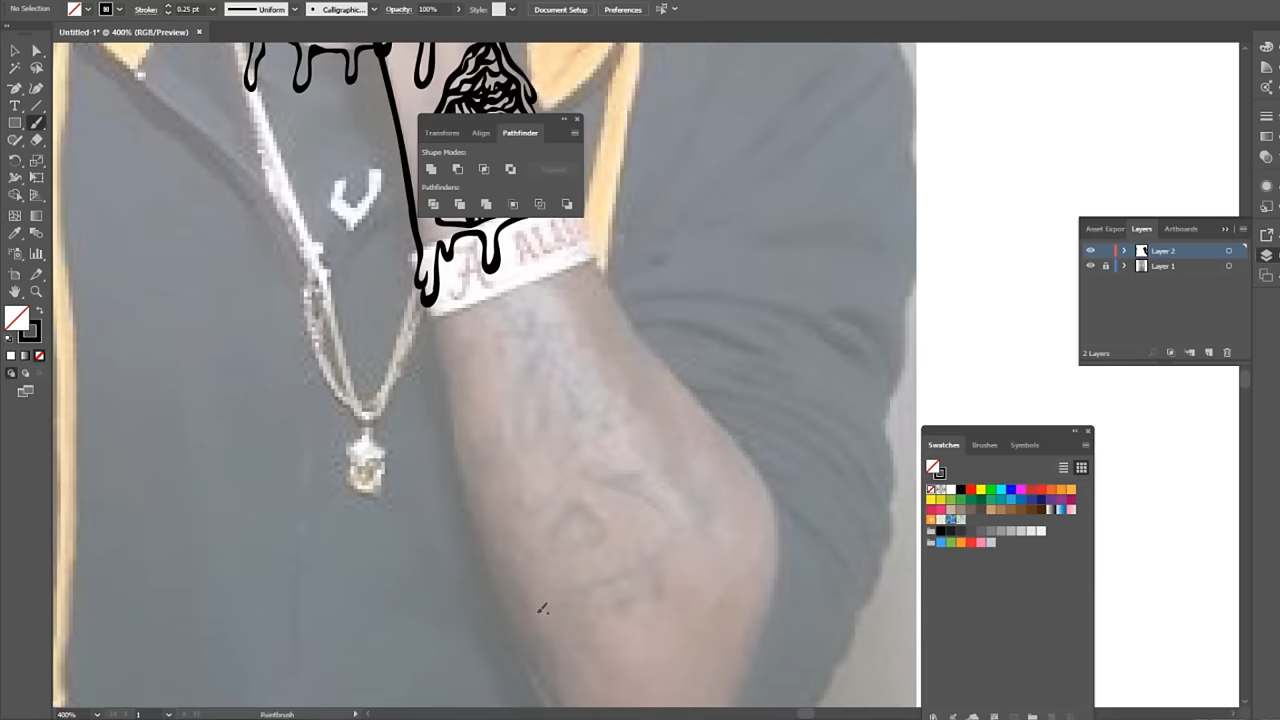 No Selection Stroke: 0.25 pt Uniform Calligraphic... Opacity: 100% Style: Document Setup Preferences
Untitled-1* @ 400% (RGB/Preview)
Transform Align Pathfinder
Shape Modes:
Pathfinders:
Asset Expor Layers Artboards
Layer 2
Layer 1
2 Layers
Swatches Brushes Symbols
400% 1 Paintbrush